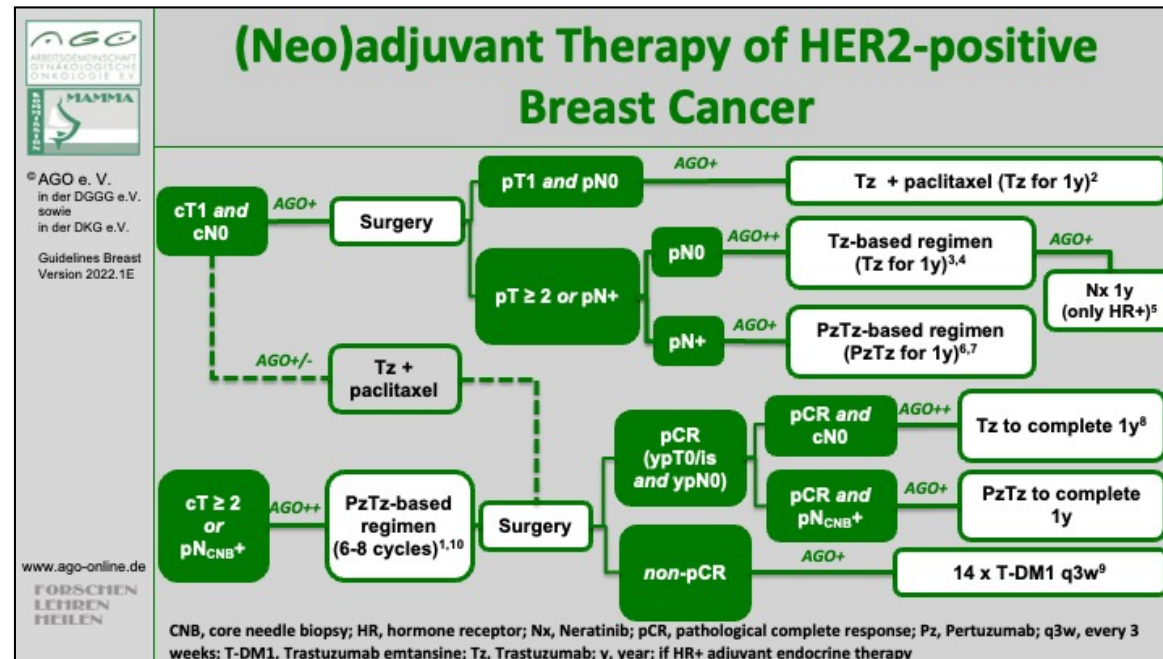 AGO
ARBEITSGEMEINSCHAFT
GYNÄKOLOGISCHE
ONKOLOGIE E.V.
KOMMISSION
MAMMA
© AGO e. V.
in der DGGG e.V.
sowie
in der DKG e.V.
Guidelines Breast
Version 2022.1E
www.ago-online.de
FORSCHEN
LEHREN
HEILEN
(Neo)adjuvant Therapy of HER2-positive
Breast Cancer
cT1 and
cN0
AGO+
Surgery
pT1 and pN0
AGO+
Tz + paclitaxel (Tz for 1y)2
pT ≥ 2 or pN+
pN0
AGO++
Tz-based regimen
(Tz for 1y)3,4
AGO+
Nx 1y
(only HR+)5
pN+
AGO+
PzTz-based regimen
(PzTz for 1y)6,7
AGO+/-
Tz +
paclitaxel
cT ≥ 2
or
pNCNB+
AGO++
PzTz-based
regimen
(6-8 cycles)1,10
Surgery
pCR
(ypT0/is
and ypN0)
pCR and
cN0
AGO++
Tz to complete 1y8
pCR and
pNCNB+
AGO+
PzTz to complete
1y
non-pCR
AGO+
14 x T-DM1 q3w9
CNB, core needle biopsy; HR, hormone receptor; Nx, Neratinib; pCR, pathological complete response; Pz, Pertuzumab; q3w, every 3
weeks; T-DM1, Trastuzumab emtansine; Tz, Trastuzumab; y, year; if HR+ adjuvant endocrine therapy